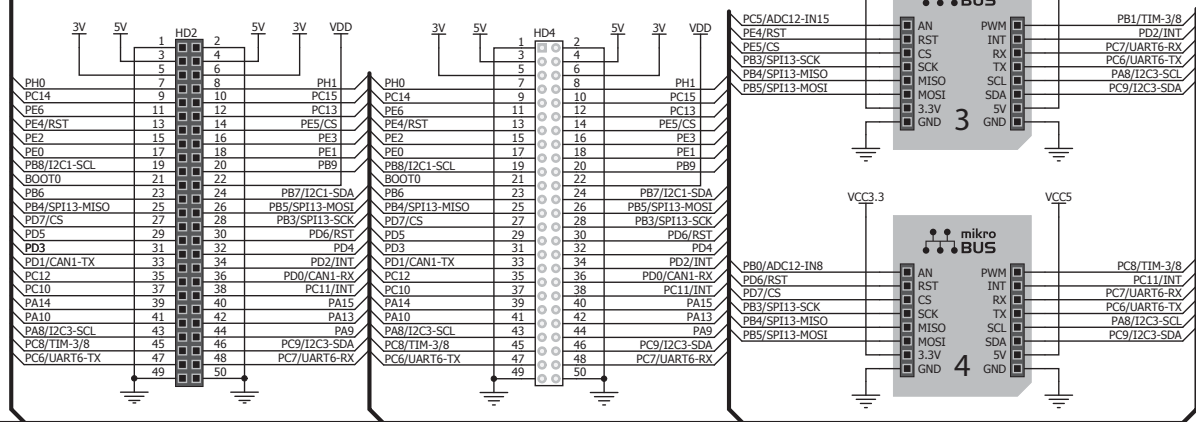 3V 5V HD2 5V 3V VDD
1 2
3 4
5 6
PH0 7 8 PH1
PC14 9 10 PC15
PE6 11 12 PC13
PE4/RST 13 14 PE5/CS
PE2 15 16 PE3
PE0 17 18 PE1
PB8/I2C1-SCL 19 20 PB9
BOOT0 21 22
PB6 23 24 PB7/I2C1-SDA
PB4/SPI13-MISO 25 26 PB5/SPI13-MOSI
PD7/CS 27 28 PB3/SPI13-SCK
PD5 29 30 PD6/RST
PD3 31 32 PD4
PD1/CAN1-TX 33 34 PD2/INT
PC12 35 36 PD0/CAN1-RX
PC10 37 38 PC11/INT
PA14 39 40 PA15
PA10 41 42 PA13
PA8/I2C3-SCL 43 44 PA9
PC8/TIM-3/8 45 46 PC9/I2C3-SDA
PC6/UART6-TX 47 48 PC7/UART6-RX
49 50
3V 5V HD4 5V 3V VDD
1 2
3 4
5 6
PH0 7 8 PH1
PC14 9 10 PC15
PE6 11 12 PC13
PE4/RST 13 14 PE5/CS
PE2 15 16 PE3
PE0 17 18 PE1
PB8/I2C1-SCL 19 20 PB9
BOOT0 21 22
PB6 23 24 PB7/I2C1-SDA
PB4/SPI13-MISO 25 26 PB5/SPI13-MOSI
PD7/CS 27 28 PB3/SPI13-SCK
PD5 29 30 PD6/RST
PD3 31 32 PD4
PD1/CAN1-TX 33 34 PD2/INT
PC12 35 36 PD0/CAN1-RX
PC10 37 38 PC11/INT
PA14 39 40 PA15
PA10 41 42 PA13
PA8/I2C3-SCL 43 44 PA9
PC8/TIM-3/8 45 46 PC9/I2C3-SDA
PC6/UART6-TX 47 48 PC7/UART6-RX
49 50
BUS
PC5/ADC12-IN15 AN PWM PB1/TIM-3/8
PE4/RST RST INT PD2/INT
PE5/CS CS RX PC7/UART6-RX
PB3/SPI13-SCK SCK TX PC6/UART6-TX
PB4/SPI13-MISO MISO SCL PA8/I2C3-SCL
PB5/SPI13-MOSI MOSI SDA PC9/I2C3-SDA
3.3V 5V
GND 3 GND
VCC3.3 VCC5
mikro
BUS
PB0/ADC12-IN8 AN PWM PC8/TIM-3/8
PD6/RST RST INT PC11/INT
PD7/CS CS RX PC7/UART6-RX
PB3/SPI13-SCK SCK TX PC6/UART6-TX
PB4/SPI13-MISO MISO SCL PA8/I2C3-SCL
PB5/SPI13-MOSI MOSI SDA PC9/I2C3-SDA
3.3V 5V
GND 4 GND